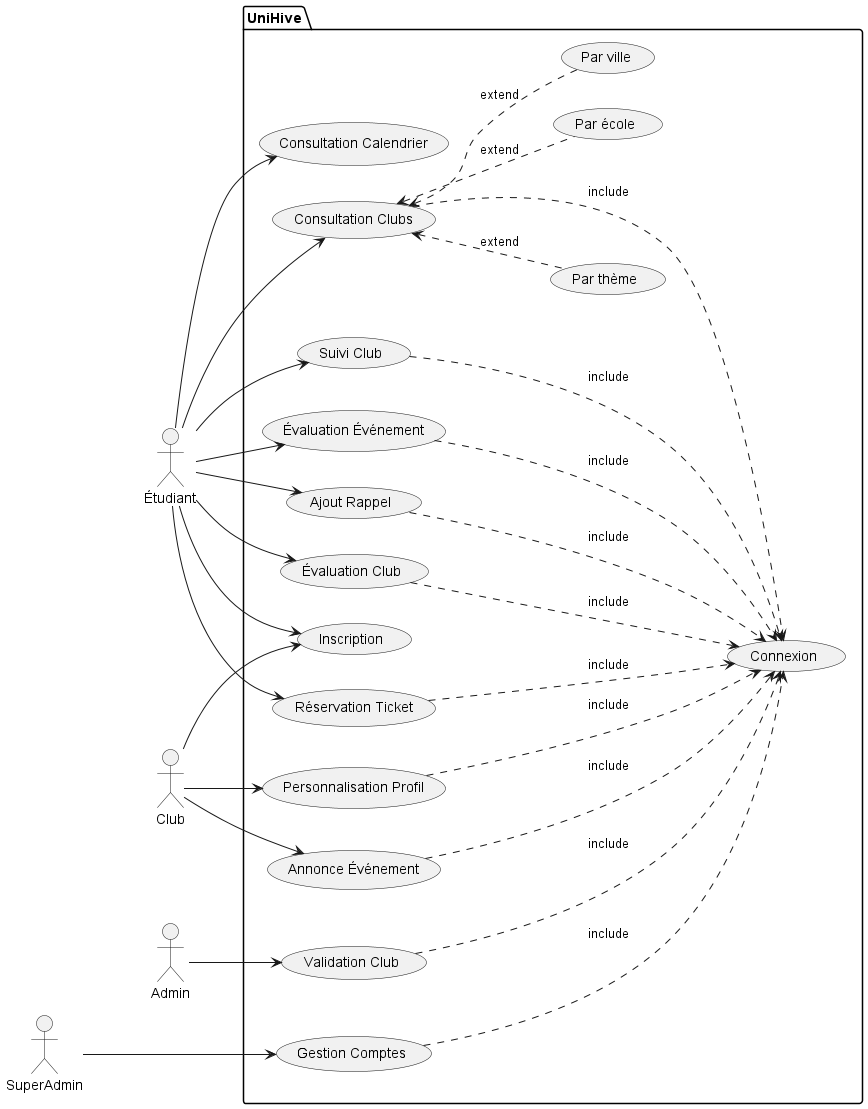 UniHive
Par ville
extend
Par école
Consultation Calendrier
extend
include
Consultation Clubs
extend
Par thème
Suivi Club
include
Évaluation Événement
include
Étudiant
Ajout Rappel
include
Évaluation Club
include
Inscription
Connexion
include
Réservation Ticket
include
Personnalisation Profil
include
Club
Annonce Événement
include
include
Validation Club
Admin
Gestion Comptes
SuperAdmin